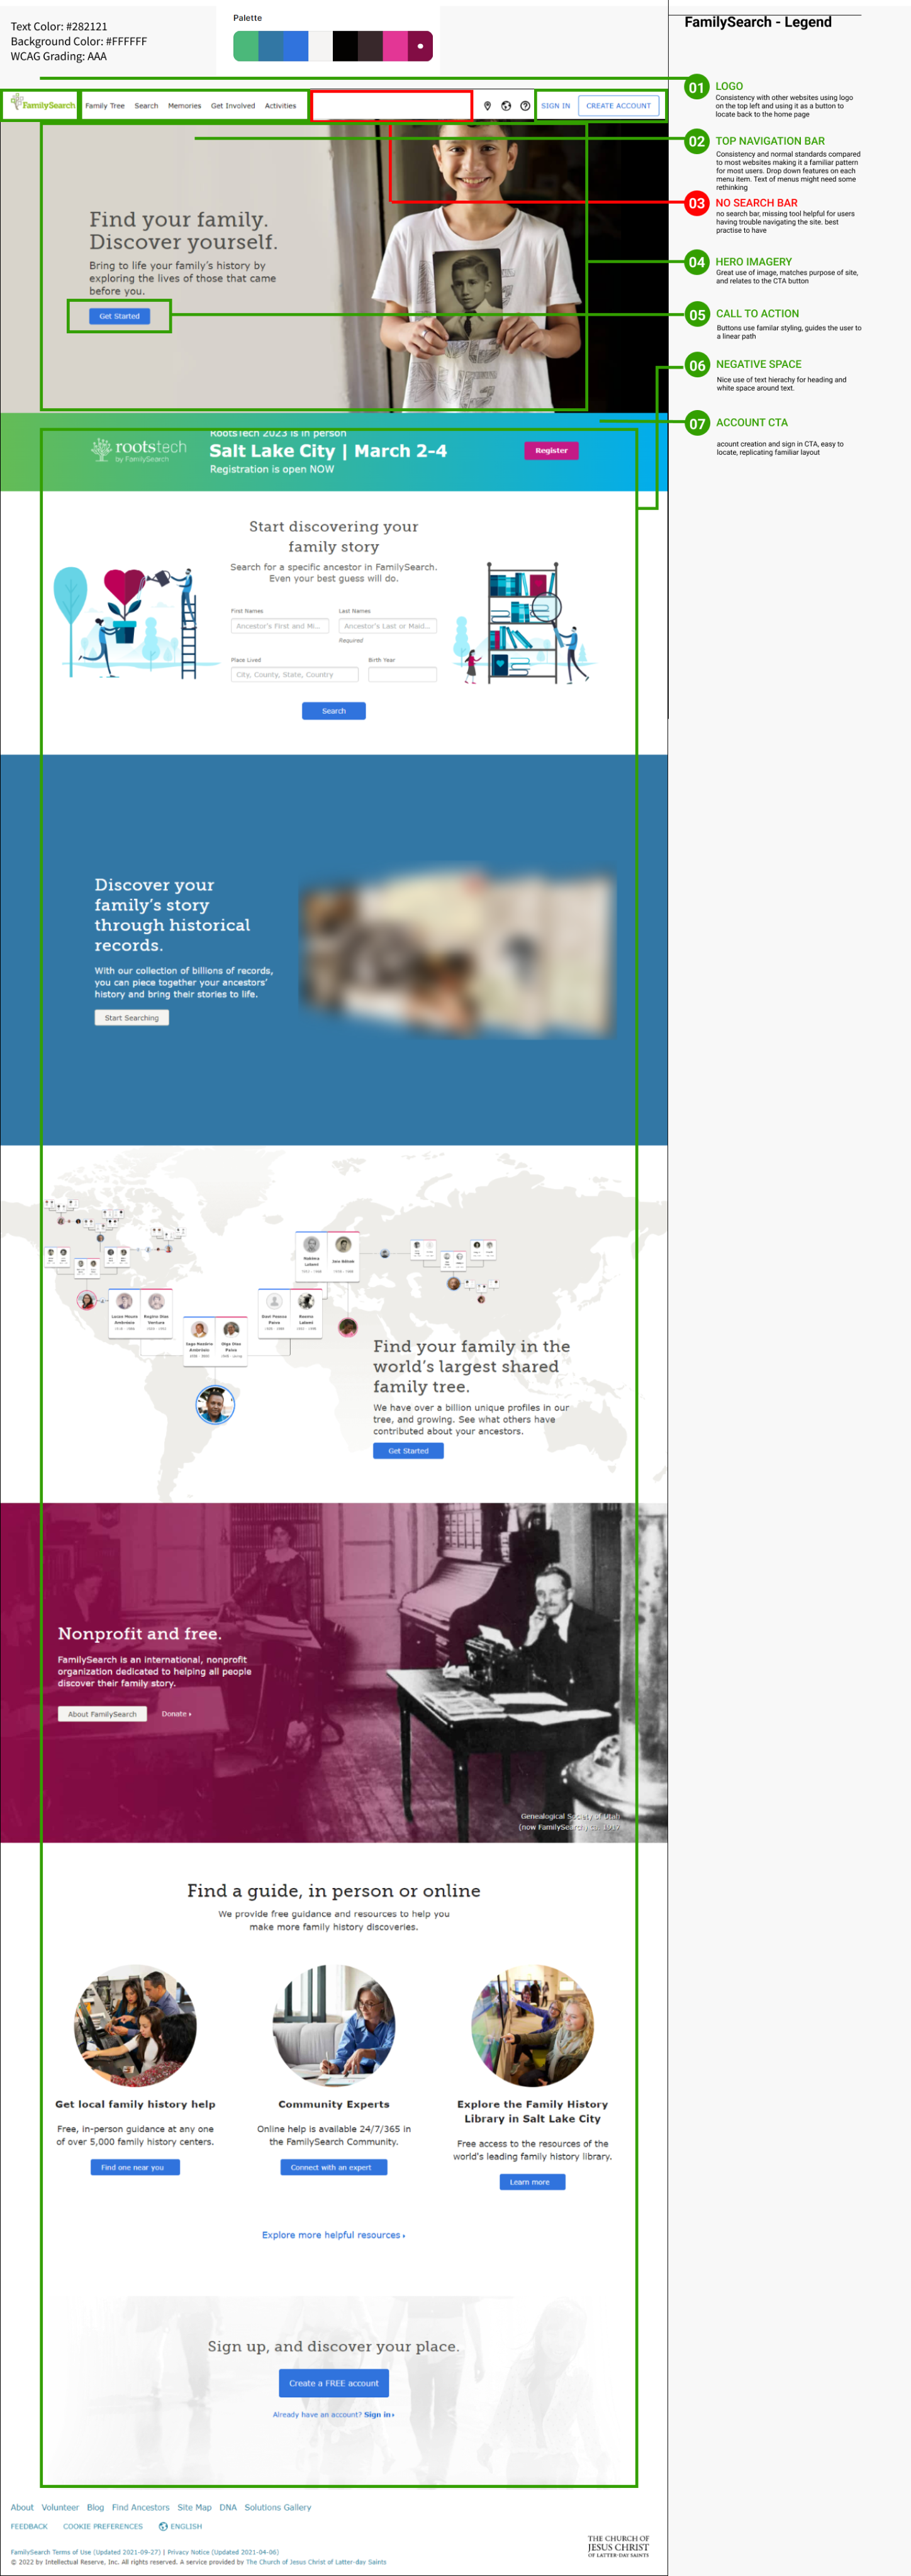 Text Color: #282121
Background Color: #FFFFFF
WCAG Grading: AAA
Palette
FamilySearch - Legend
FamilySearch
Family Tree Search Memories Get Involved Activities
SIGN IN CREATE ACCOUNT
01 LOGO
Consistency with other websites using logo
on the top left and using it as a button to
locate back to the home page
02 TOP NAVIGATION BAR
Consistency and normal standards compared
to most websites making it a familiar pattern
for most users. Drop down features on each
menu item. Text of menus might need some
rethinking
03 NO SEARCH BAR
no search bar, missing tool helpful for users
having trouble navigating the site. best
practise to have
04 HERO IMAGERY
Great use of image, matches purpose of site,
and relates to the CTA button
05 CALL TO ACTION
Buttons use familar styling, guides the user to
a linear path
06 NEGATIVE SPACE
Nice use of text hierachy for heading and
white space around text.
07 ACCOUNT CTA
acount creation and sign in CTA, easy to
locate, replicating familiar layout
Find your family.
Discover yourself.
Bring to life your family's history by
exploring the lives of those that came
before you.
Get Started
rootstech
by FamilySearch
RootsTech 2023 is in person
Salt Lake City | March 2-4
Registration is open NOW
Register
Start discovering your
family story
Search for a specific ancestor in FamilySearch.
Even your best guess will do.
First Names Last Names
Ancestor's First and Mi... Ancestor's Last or Maid...
Required
Place Lived Birth Year
City, County, State, Country
Search
Discover your
family's story
through historical
records.
With our collection of billions of records,
you can piece together your ancestors'
history and bring their stories to life.
Start Searching
Find your family in the
world's largest shared
family tree.
We have over a billion unique profiles in our
tree, and growing. See what others have
contributed about your ancestors.
Get Started
Nonprofit and free.
FamilySearch is an international, nonprofit
organization dedicated to helping all people
discover their family story.
About FamilySearch Donate ›
Genealogical Society of Utah
(now FamilySearch) ca. 1917
Find a guide, in person or online
We provide free guidance and resources to help you
make more family history discoveries.
Get local family history help
Free, in-person guidance at any one
of over 5,000 family history centers.
Find one near you
Community Experts
Online help is available 24/7/365 in
the FamilySearch Community.
Connect with an expert
Explore the Family History
Library in Salt Lake City
Free access to the resources of the
world's leading family history library.
Learn more
Explore more helpful resources ›
Sign up, and discover your place.
Create a FREE account
Already have an account? Sign in ›
About Volunteer Blog Find Ancestors Site Map DNA Solutions Gallery
FEEDBACK COOKIE PREFERENCES ENGLISH
FamilySearch Terms of Use (Updated 2021-09-27) | Privacy Notice (Updated 2021-04-06)
© 2022 by Intellectual Reserve, Inc. All rights reserved. A service provided by The Church of Jesus Christ of Latter-day Saints
THE CHURCH OF
JESUS CHRIST
OF LATTER-DAY SAINTS